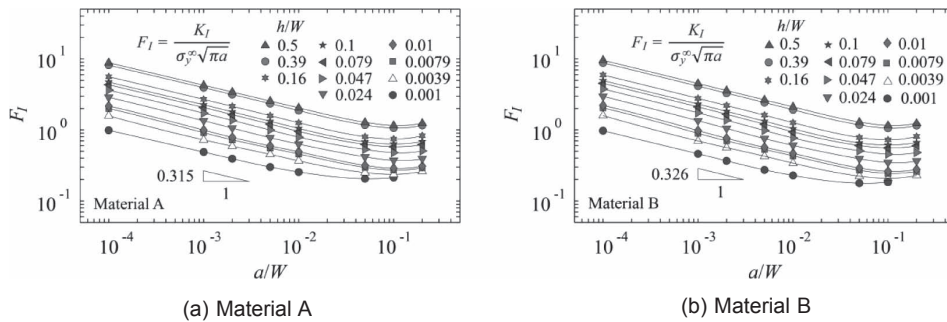 F_I = K_I / σ_y^∞ √(πa)
h/W
0.5 0.1 0.01
0.39 0.079 0.0079
0.16 0.047 0.0039
0.024 0.001
10^1
10^0
10^-1
F_I
0.315
1
Material A
10^-4 10^-3 10^-2 10^-1
a/W
(a) Material A
F_I = K_I / σ_y^∞ √(πa)
h/W
0.5 0.1 0.01
0.39 0.079 0.0079
0.16 0.047 0.0039
0.024 0.001
10^1
10^0
10^-1
F_I
0.326
1
Material B
10^-4 10^-3 10^-2 10^-1
a/W
(b) Material B